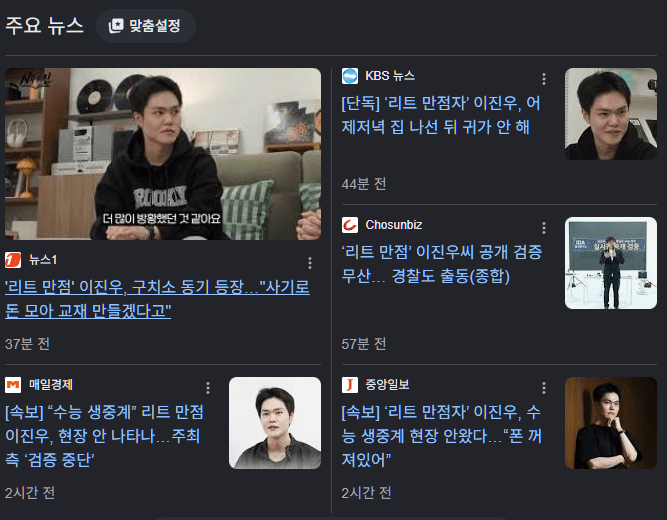 주요 뉴스
맞춤설정
더 많이 방황했던 것 같아요
뉴스1
'리트 만점' 이진우, 구치소 동기 등장…"사기로
돈 모아 교재 만들겠다고"
37분 전
KBS 뉴스
[단독] ‘리트 만점자’ 이진우, 어
제저녁 집 나선 뒤 귀가 안 해
44분 전
Chosunbiz
‘리트 만점’ 이진우씨 공개 검증
무산… 경찰도 출동(종합)
57분 전
매일경제
[속보] “수능 생중계” 리트 만점
이진우, 현장 안 나타나…주최
측 ‘검증 중단’
2시간 전
중앙일보
[속보] ‘리트 만점자’ 이진우, 수
능 생중계 현장 안왔다…“폰 꺼
져있어”
2시간 전